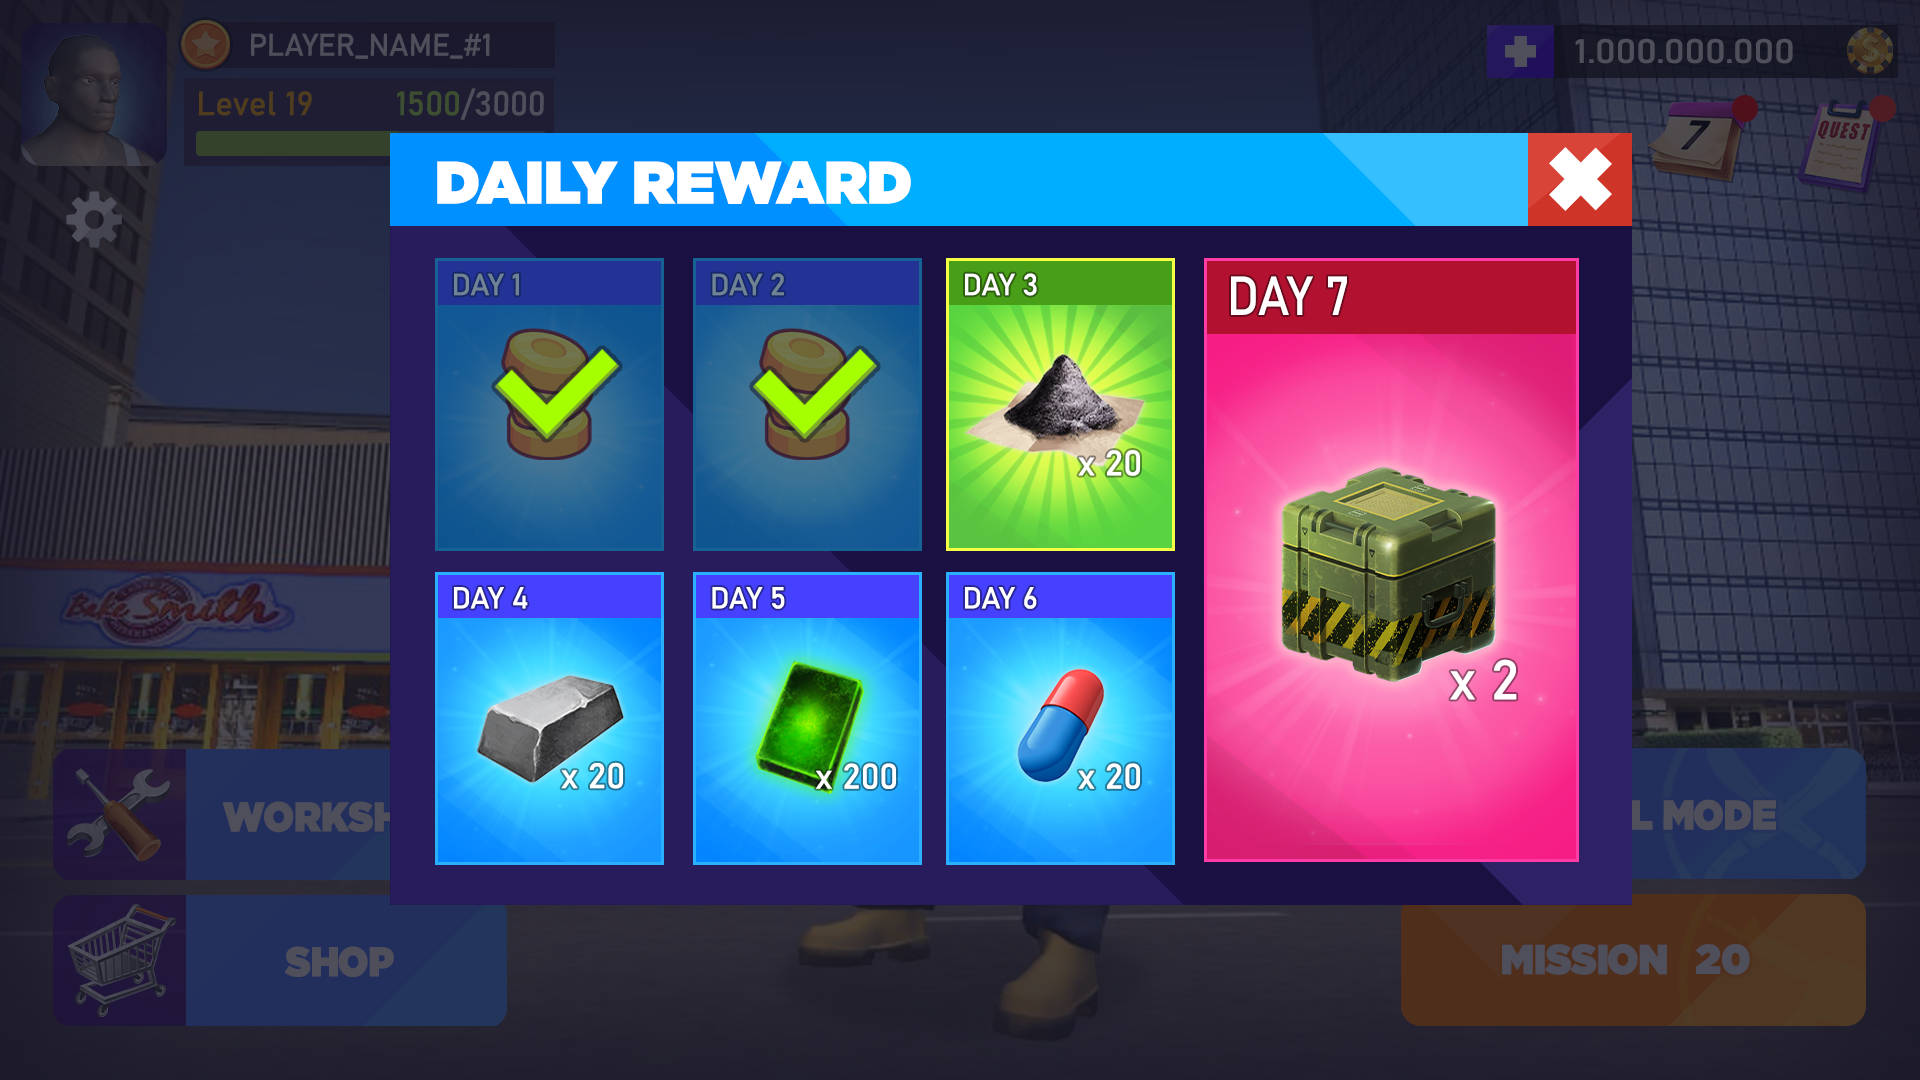 PLAYER_NAME_#1
Level 19 1500/3000
1.000.000.000
7
QUEST
DAILY REWARD
DAY 1
DAY 2
DAY 3
x 20
DAY 7
x 2
DAY 4
x 20
DAY 5
x 200
DAY 6
x 20
Bake Smith
WORKSH
SHOP
L MODE
MISSION 20